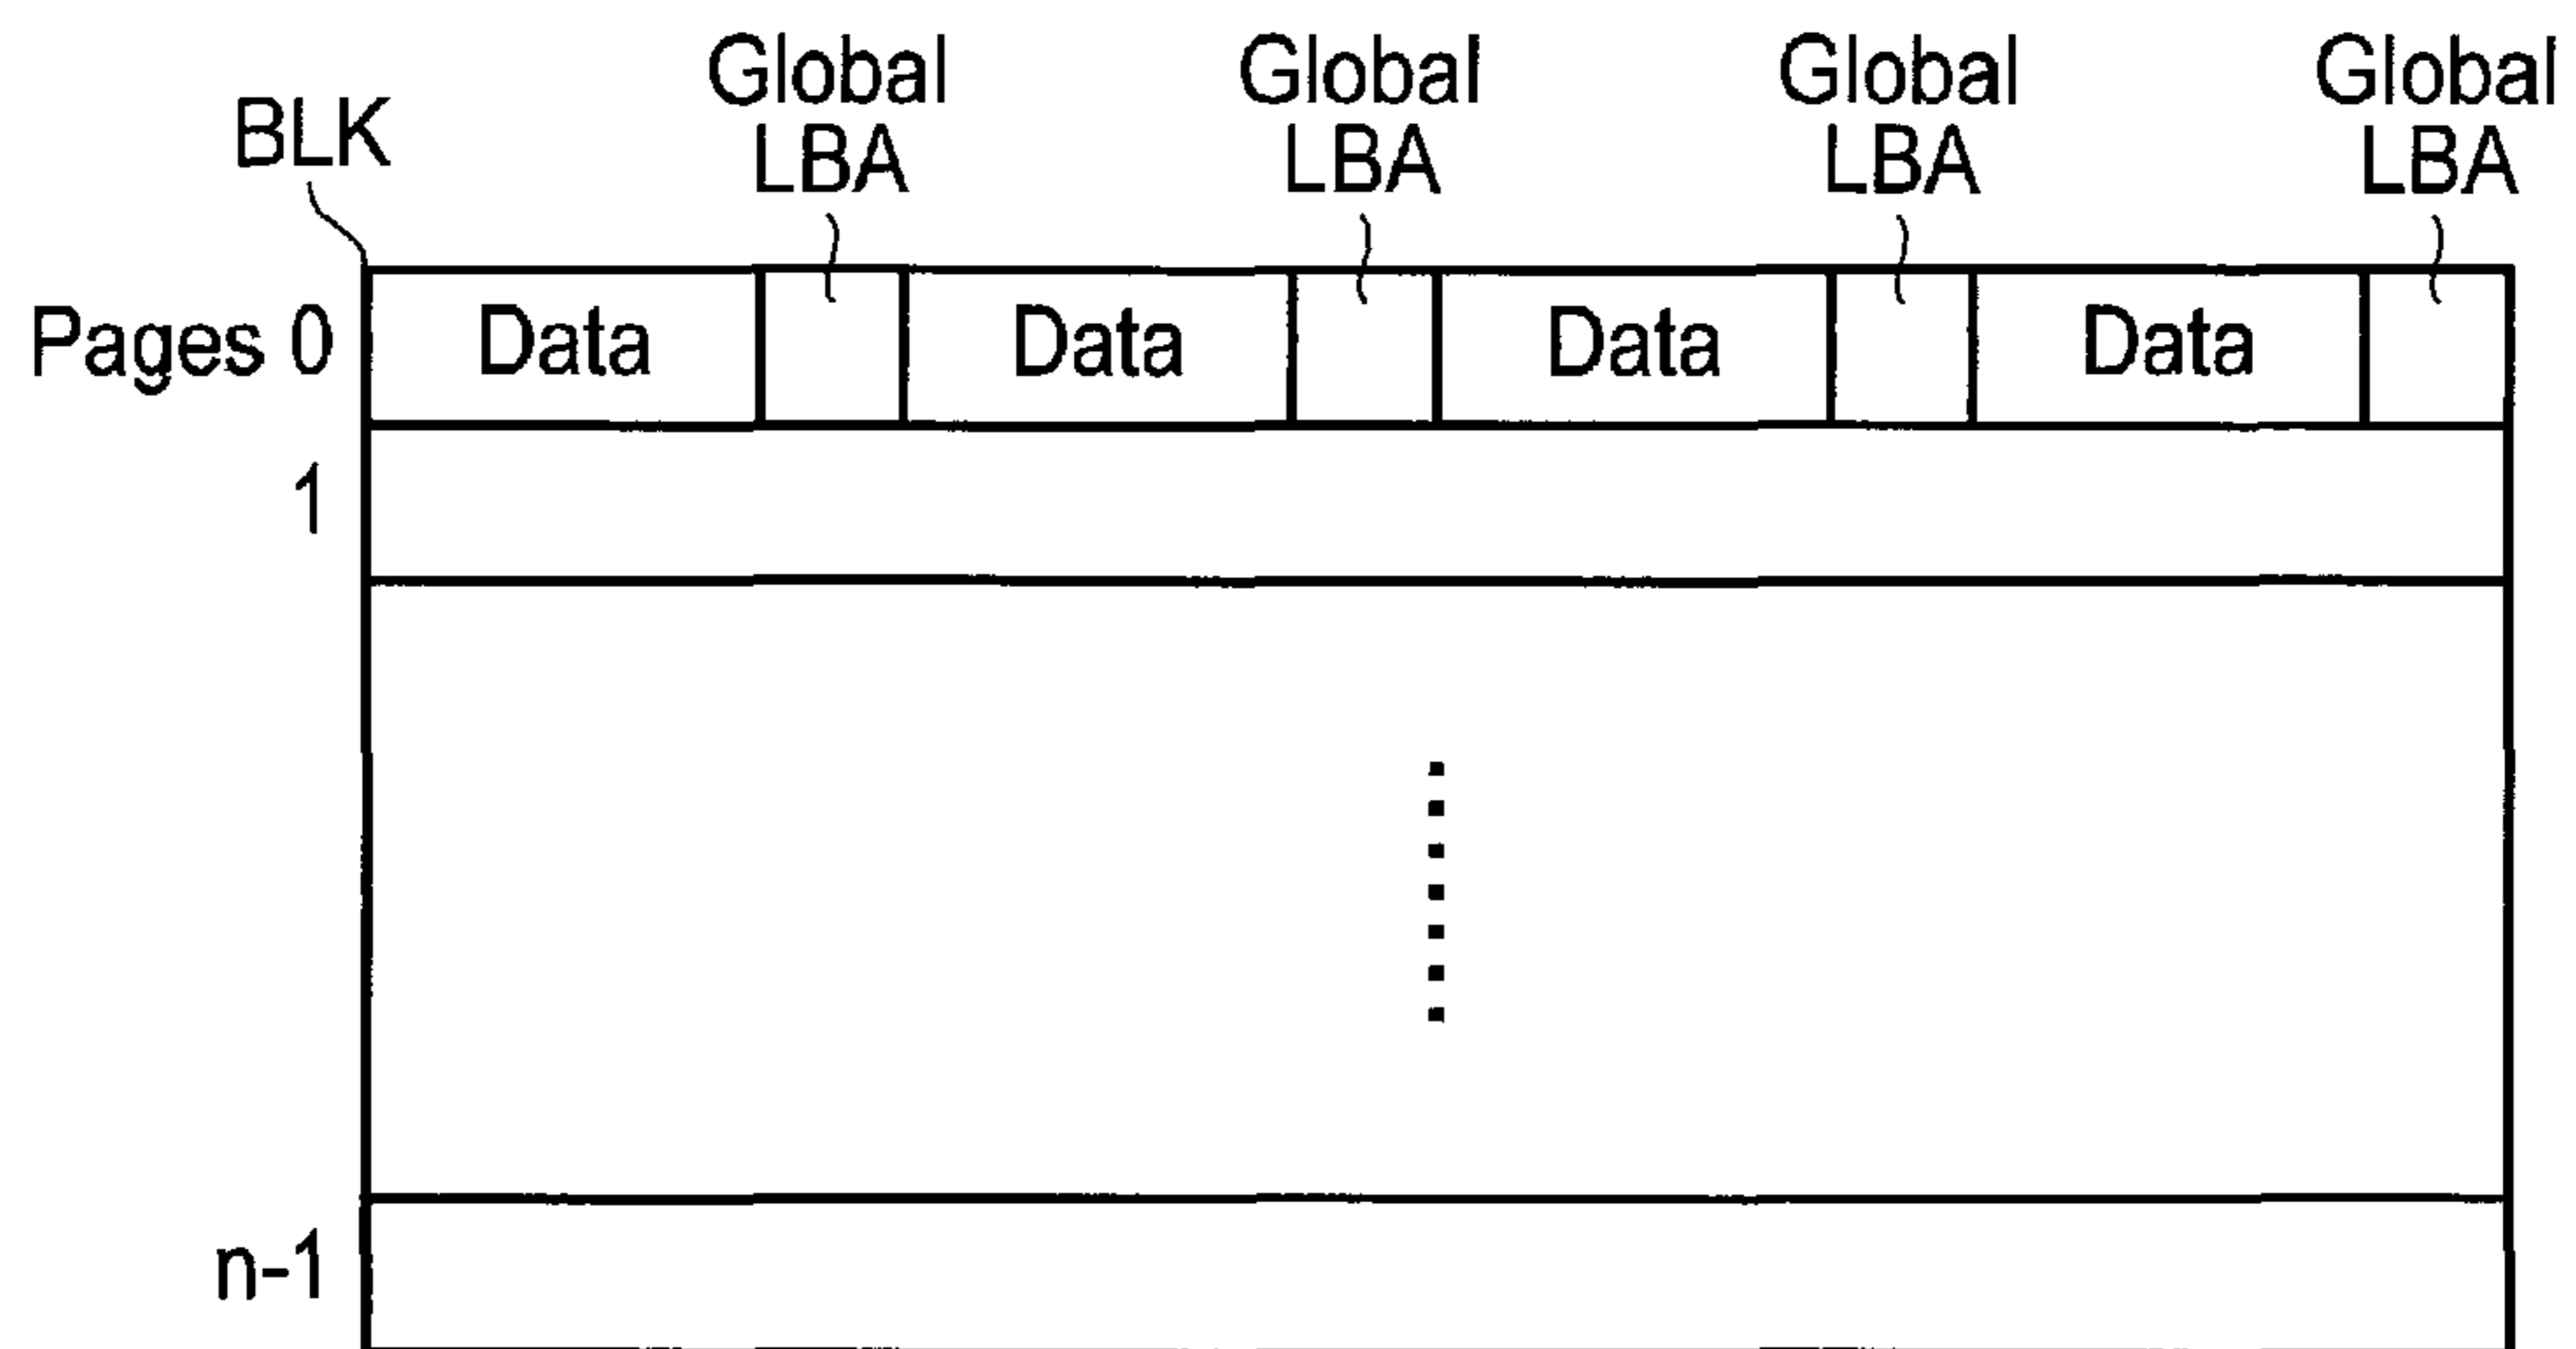 Global Global Global Global
BLK LBA LBA LBA LBA
Pages 0 Data Data Data Data
1
n-1